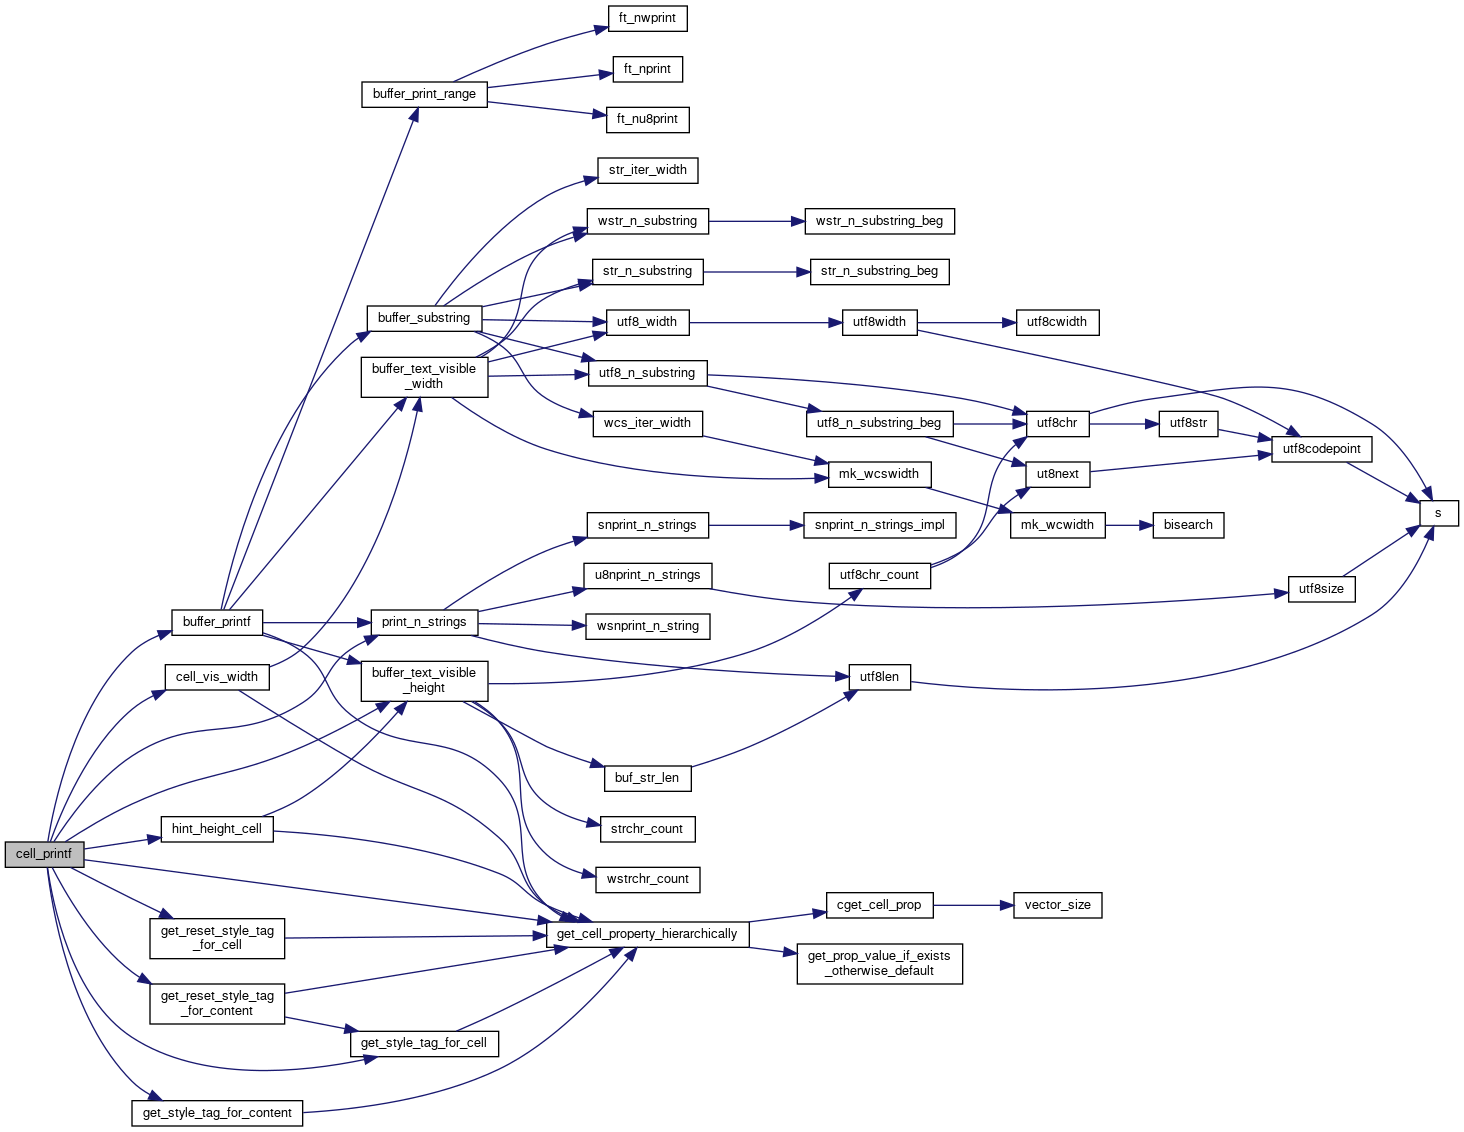 ft_nwprint
ft_nprint
buffer_print_range
ft_nu8print
str_iter_width
wstr_n_substring
wstr_n_substring_beg
str_n_substring
str_n_substring_beg
buffer_substring
utf8_width
utf8width
utf8cwidth
buffer_text_visible
_width
utf8_n_substring
wcs_iter_width
utf8_n_substring_beg
utf8chr
utf8str
utf8codepoint
mk_wcswidth
ut8next
s
snprint_n_strings
snprint_n_strings_impl
mk_wcwidth
bisearch
u8nprint_n_strings
utf8chr_count
utf8size
buffer_printf
print_n_strings
wsnprint_n_string
cell_vis_width
buffer_text_visible
_height
utf8len
buf_str_len
hint_height_cell
strchr_count
cell_printf
wstrchr_count
get_reset_style_tag
_for_cell
get_cell_property_hierarchically
cget_cell_prop
vector_size
get_prop_value_if_exists
_otherwise_default
get_reset_style_tag
_for_content
get_style_tag_for_cell
get_style_tag_for_content